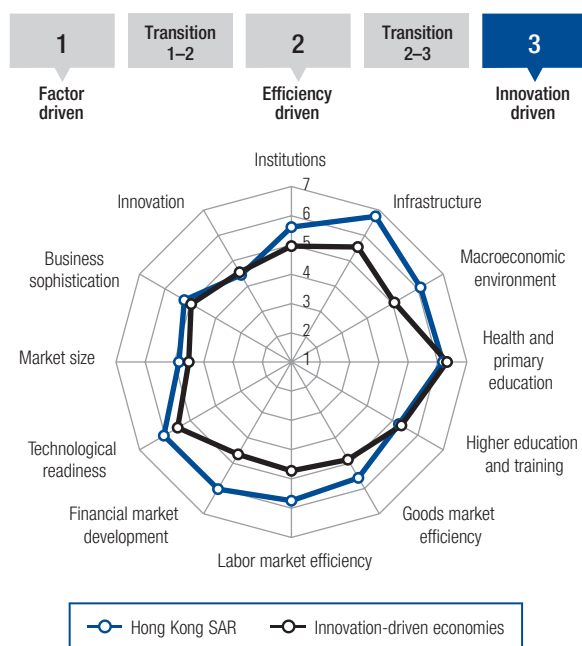 1
Transition
1–2
2
Transition
2–3
3
Factor
driven
Efficiency
driven
Innovation
driven
Institutions
7
6
5
4
3
2
1
Infrastructure
Macroeconomic
environment
Health and
primary
education
Higher education
and training
Goods market
efficiency
Labor market efficiency
Financial market
development
Technological
readiness
Market size
Business
sophistication
Innovation
Hong Kong SAR
Innovation-driven economies